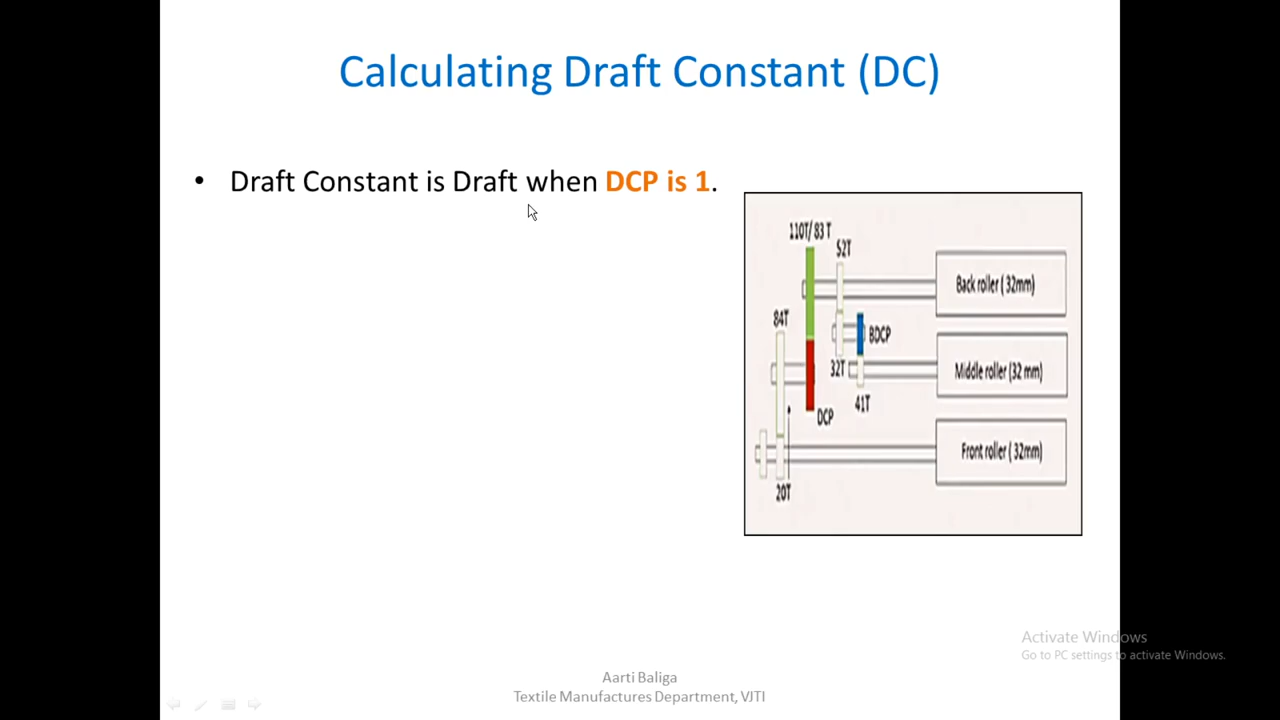 Calculating Draft Constant (DC)
• Draft Constant is Draft when DCP is 1.
110T/ 83 T
52T
Back roller ( 32mm)
84T
BDCP
32T
Middle roller (32 mm)
41T
DCP
Front roller ( 32mm)
20T
Activate Windows
Go to PC settings to activate Windows.
Aarti Baliga
Textile Manufactures Department, VJTI